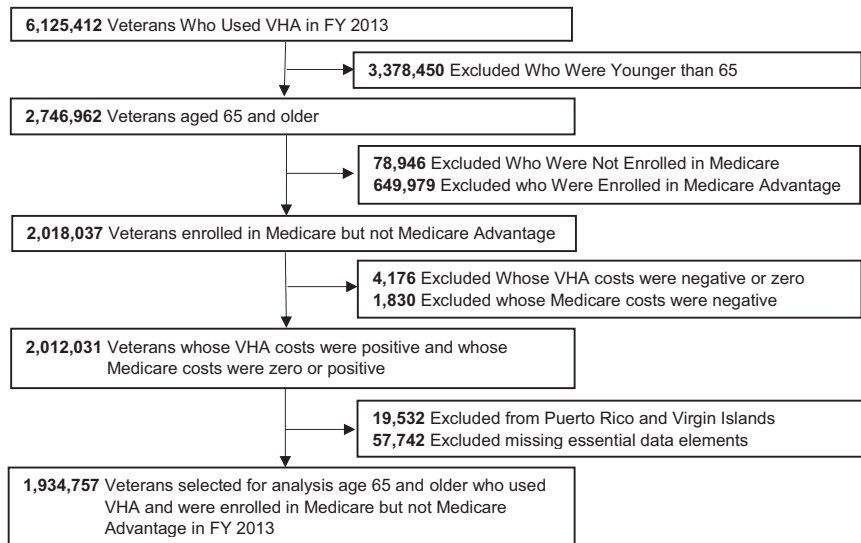 6,125,412 Veterans Who Used VHA in FY 2013
3,378,450 Excluded Who Were Younger than 65
2,746,962 Veterans aged 65 and older
78,946 Excluded Who Were Not Enrolled in Medicare
649,979 Excluded who Were Enrolled in Medicare Advantage
2,018,037 Veterans enrolled in Medicare but not Medicare Advantage
4,176 Excluded Whose VHA costs were negative or zero
1,830 Excluded whose Medicare costs were negative
2,012,031 Veterans whose VHA costs were positive and whose
Medicare costs were zero or positive
19,532 Excluded from Puerto Rico and Virgin Islands
57,742 Excluded missing essential data elements
1,934,757 Veterans selected for analysis age 65 and older who used
VHA and were enrolled in Medicare but not Medicare
Advantage in FY 2013